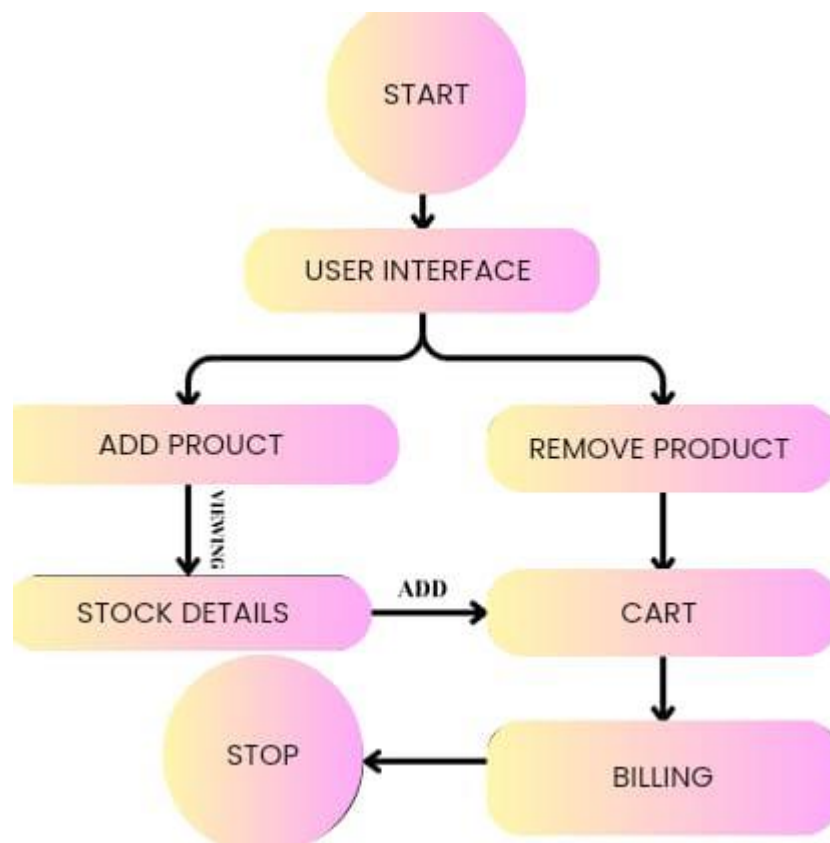 START
USER INTERFACE
ADD PROUCT
REMOVE PRODUCT
VIEWING
STOCK DETAILS
ADD
CART
STOP
BILLING